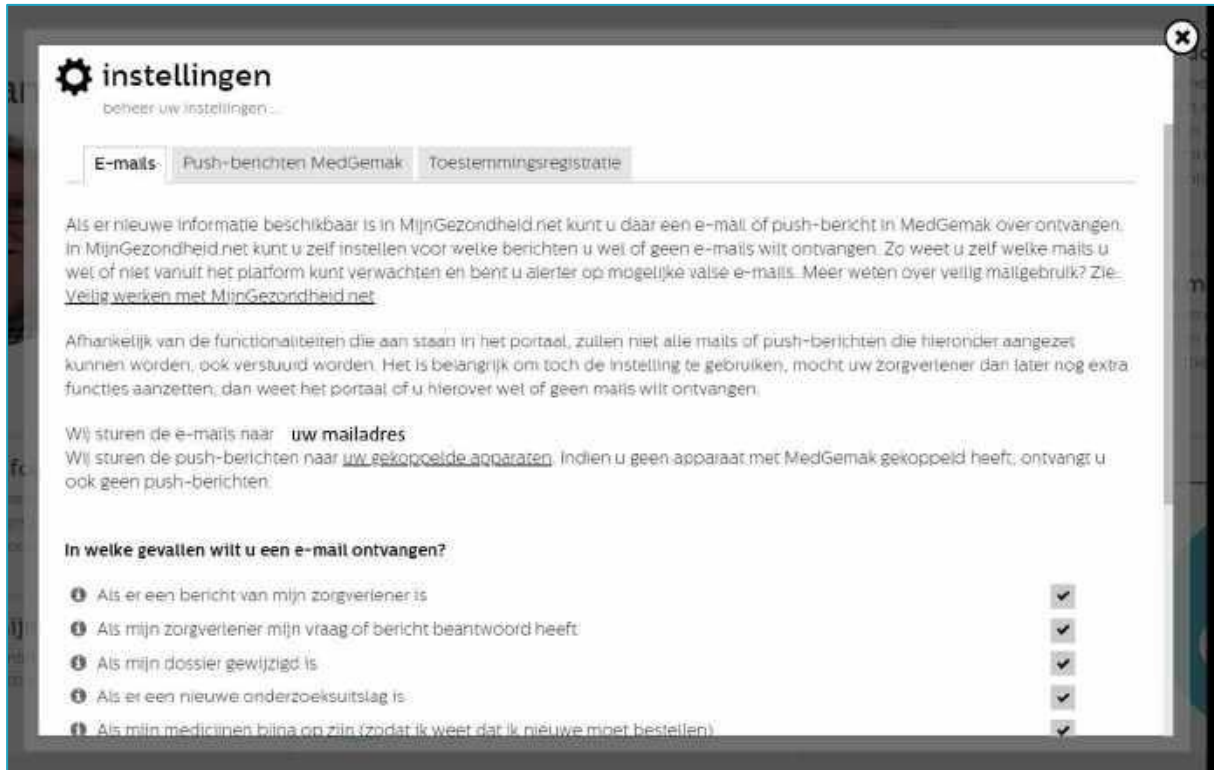 instellingen
beheer uw instellingen ...
E-mails Push-berichten MedGemak Toestemmingsregistratie
Als er nieuwe informatie beschikbaar is in MijnGezondheid.net kunt u daar een e-mail of push-bericht in MedGemak over ontvangen.
In MijnGezondheid.net kunt u zelf instellen voor welke berichten u wel of geen e-mails wilt ontvangen. Zo weet u zelf welke mails u
wel of niet vanuit het platform kunt verwachten en bent u alerter op mogelijke valse e-mails. Meer weten over veilig mailgebruik? Zie:
Veilig werken met MijnGezondheid.net
Afhankelijk van de functionaliteiten die aan staan in het portaal, zullen niet alle mails of push-berichten die hieronder aangezet
kunnen worden, ook verstuurd worden. Het is belangrijk om toch de instelling te gebruiken, mocht uw zorgverlener dan later nog extra
functies aanzetten, dan weet het portaal of u hierover wel of geen mails wilt ontvangen.
Wij sturen de e-mails naar uw mailadres
Wij sturen de push-berichten naar uw gekoppelde apparaten. Indien u geen apparaat met MedGemak gekoppeld heeft, ontvangt u
ook geen push-berichten.
In welke gevallen wilt u een e-mail ontvangen?
Als er een bericht van mijn zorgverlener is
Als mijn zorgverlener mijn vraag of bericht beantwoord heeft
Als mijn dossier gewijzigd is
Als er een nieuwe onderzoeksuitslag is
Als mijn medicijnen bijna op zijn (zodat ik weet dat ik nieuwe moet bestellen)